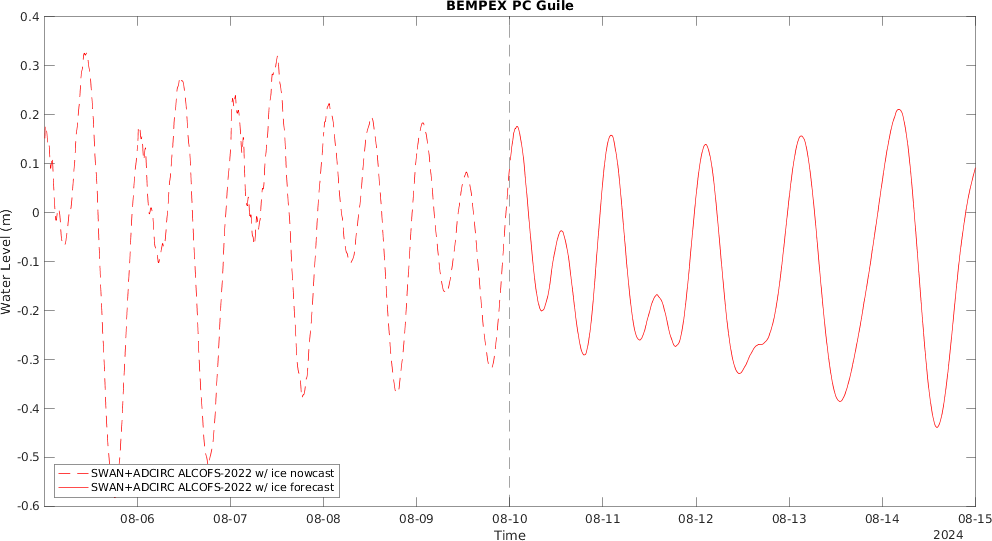 BEMPEX PC Guile
0.4
0.3
0.2
0.1
0
-0.1
-0.2
-0.3
-0.4
-0.5
-0.6
Water Level (m)
SWAN+ADCIRC ALCOFS-2022 w/ ice nowcast
SWAN+ADCIRC ALCOFS-2022 w/ ice forecast
08-06 08-07 08-08 08-09 08-10 08-11 08-12 08-13 08-14 08-15
Time
2024